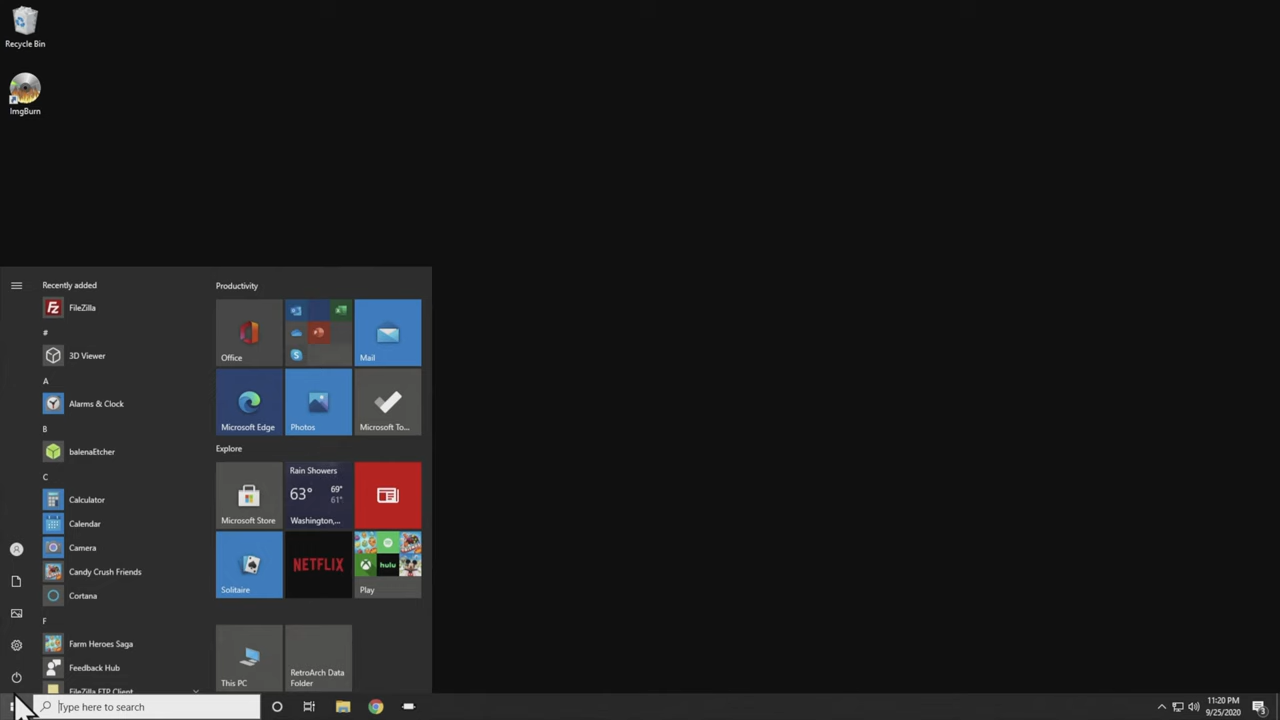 Recycle Bin
ImgBurn
Recently added
FileZilla
#
3D Viewer
A
Alarms & Clock
B
balenaEtcher
C
Calculator
Calendar
Camera
Candy Crush Friends
Cortana
F
Farm Heroes Saga
Feedback Hub
FileZilla FTP Client
Productivity
Office
Mail
Microsoft Edge
Photos
Microsoft To...
Explore
Microsoft Store
Rain Showers
63° 69° 61°
Washington,...
Solitaire
NETFLIX
hulu
Play
This PC
RetroArch Data
Folder
Type here to search
11:20 PM
9/25/2020
3